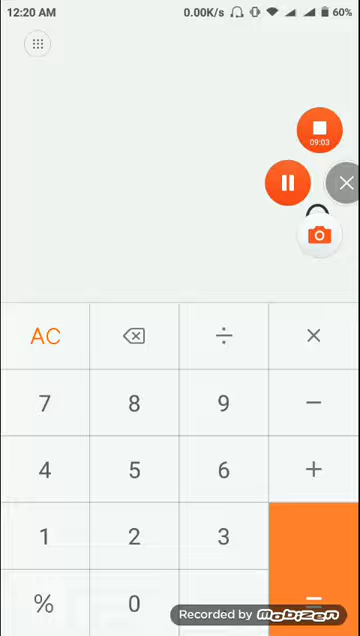 12:20 AM 0.00K/s 60%
09:03
AC ÷ ×
7 8 9 −
4 5 6 +
1 2 3
% 0 =
Recorded by mobizen